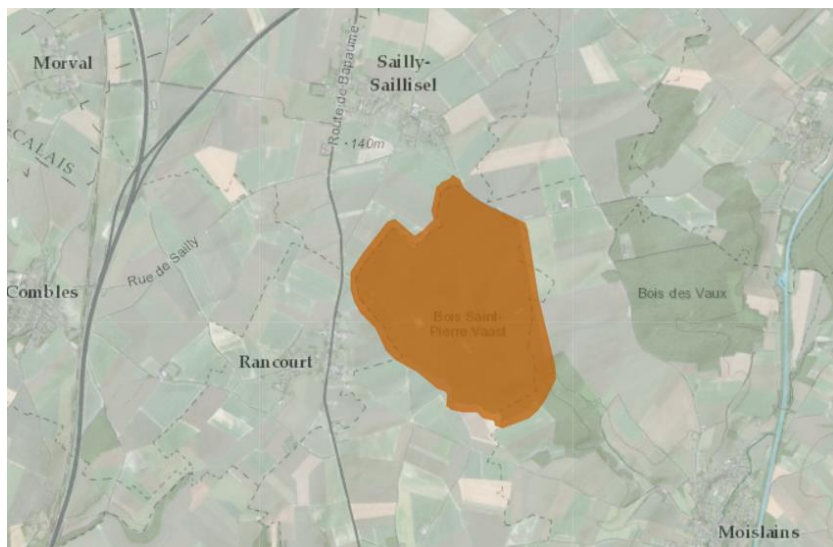 Morval
Sailly-
Saillisel
Route de Bapaume
· 140m
-CALAIS
Rue de Sailly
Combles
Bois Saint-
Pierre Vaast
Bois des Vaux
Rancourt
Moislains